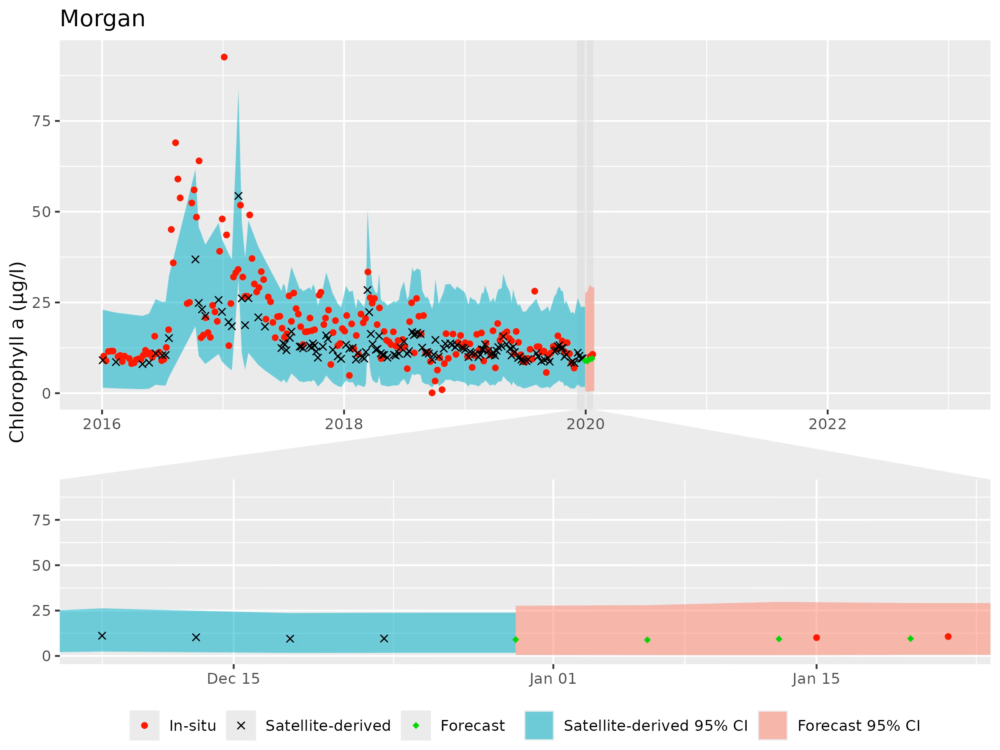 Morgan
Chlorophyll a (µg/l)
75
50
25
0
2016 2018 2020 2022
75
50
25
0
Dec 15 Jan 01 Jan 15
In-situ Satellite-derived Forecast Satellite-derived 95% CI Forecast 95% CI